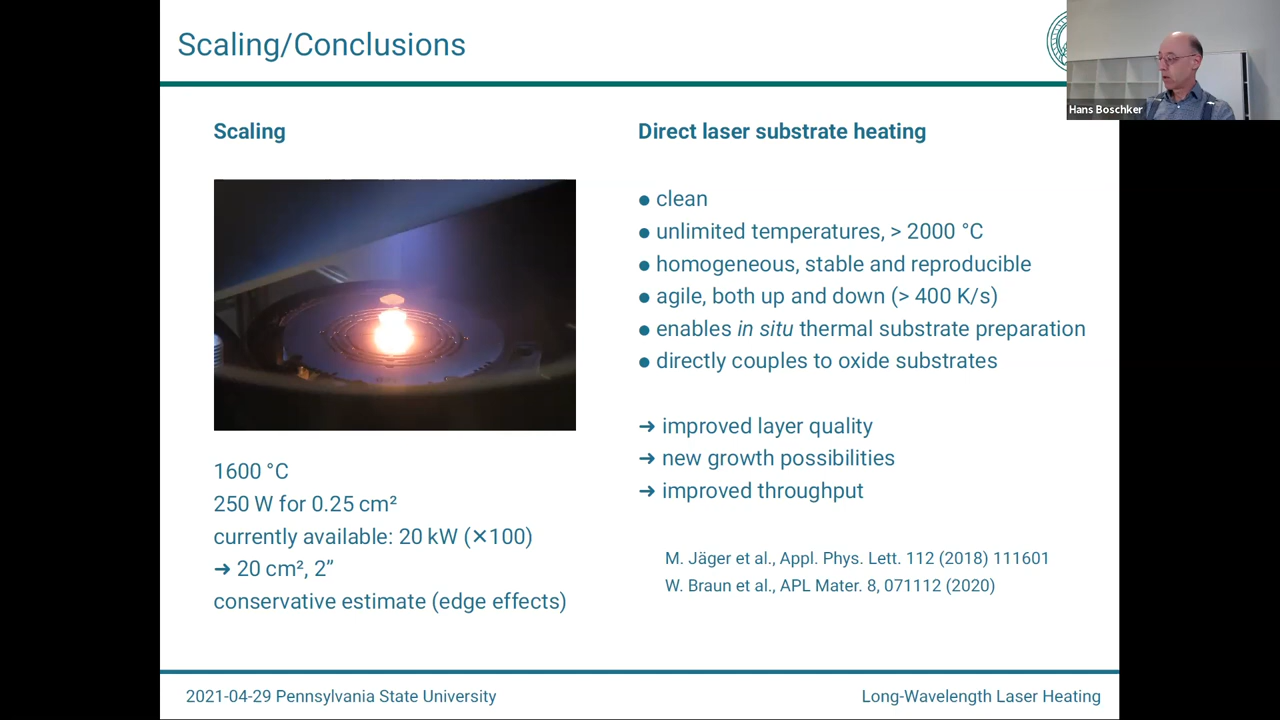 Scaling/Conclusions
Hans Boschker
Scaling
1600 °C
250 W for 0.25 cm²
currently available: 20 kW (✕100)
➜ 20 cm², 2”
conservative estimate (edge effects)
Direct laser substrate heating
● clean
● unlimited temperatures, > 2000 °C
● homogeneous, stable and reproducible
● agile, both up and down (> 400 K/s)
● enables in situ thermal substrate preparation
● directly couples to oxide substrates
➜ improved layer quality
➜ new growth possibilities
➜ improved throughput
M. Jäger et al., Appl. Phys. Lett. 112 (2018) 111601
W. Braun et al., APL Mater. 8, 071112 (2020)
2021-04-29 Pennsylvania State University
Long-Wavelength Laser Heating